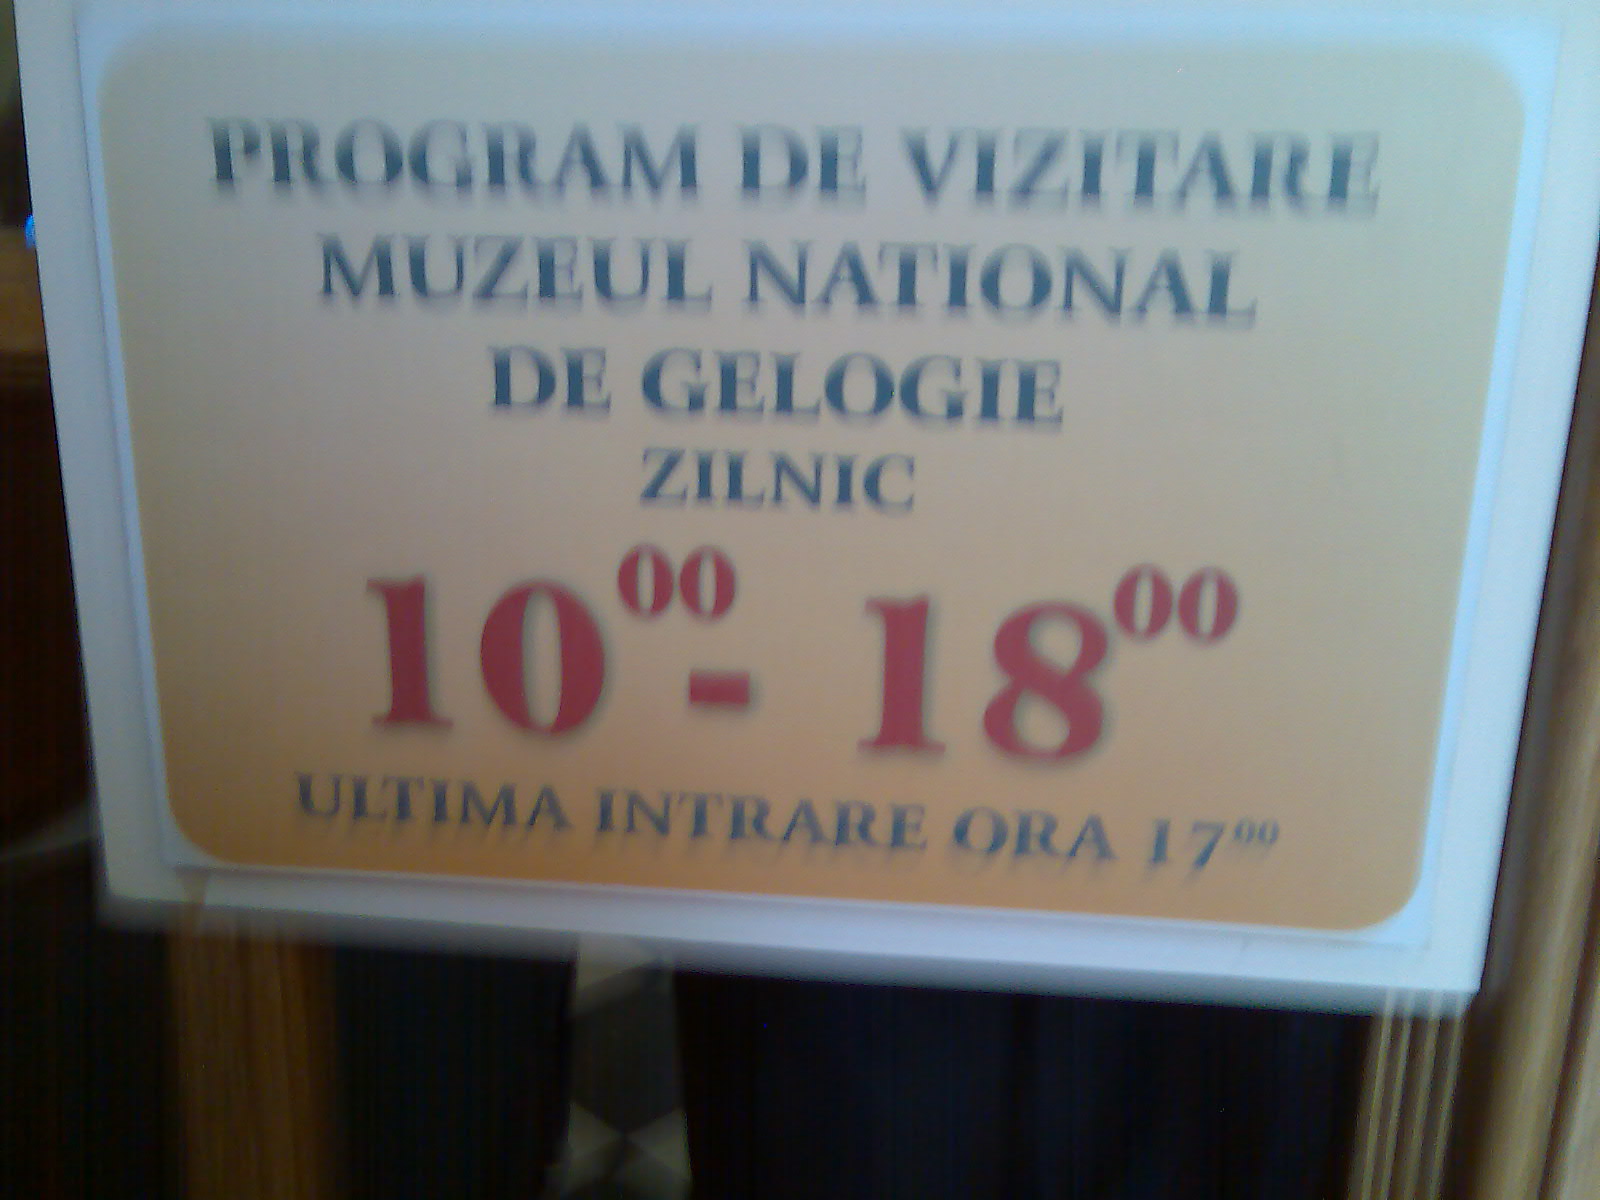 PROGRAM DE VIZITARE
MUZEUL NATIONAL
DE GELOGIE
ZILNIC
10⁰⁰ - 18⁰⁰
ULTIMA INTRARE ORA 17⁰⁰